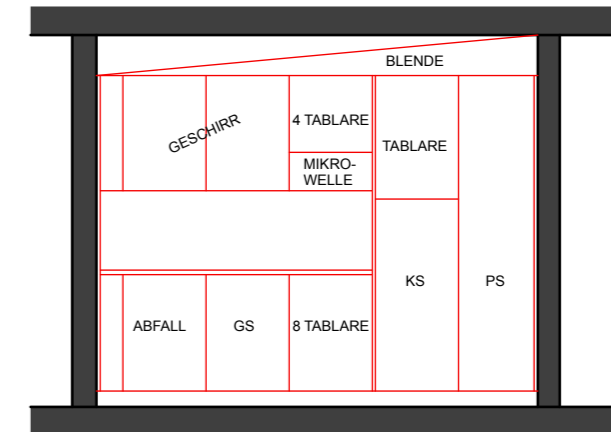 BLENDE
GESCHIRR
4 TABLARE
TABLARE
MIKRO-
WELLE
KS
PS
ABFALL
GS
8 TABLARE